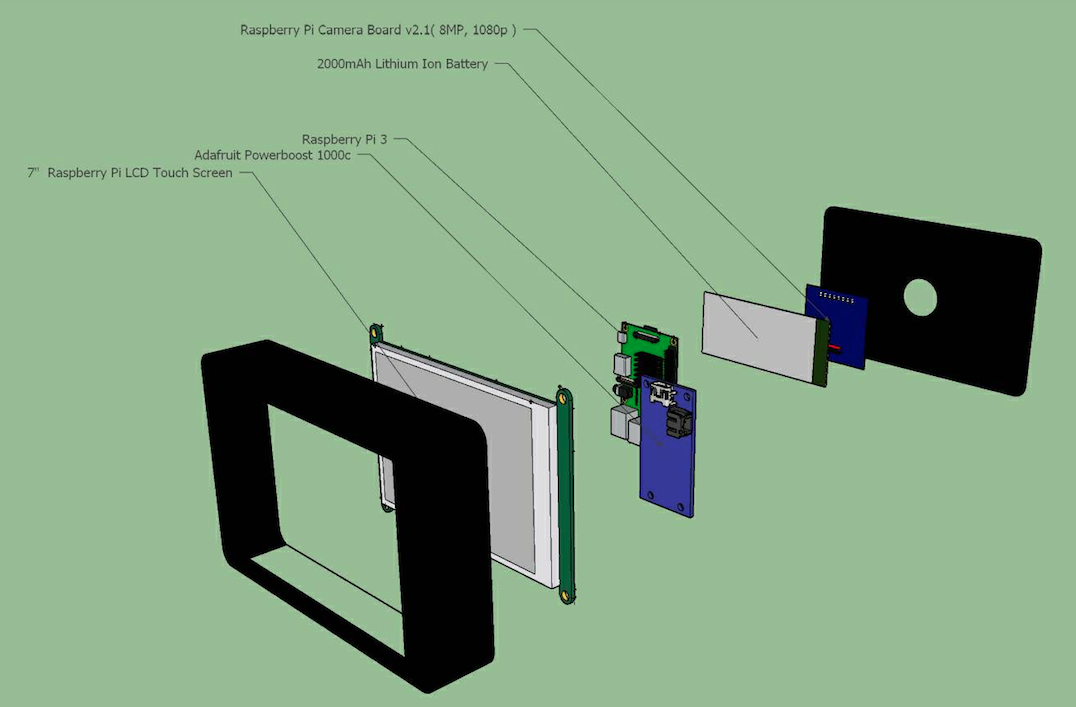 Raspberry Pi Camera Board v2.1( 8MP, 1080p )
2000mAh Lithium Ion Battery
Raspberry Pi 3
Adafruit Powerboost 1000c
7" Raspberry Pi LCD Touch Screen